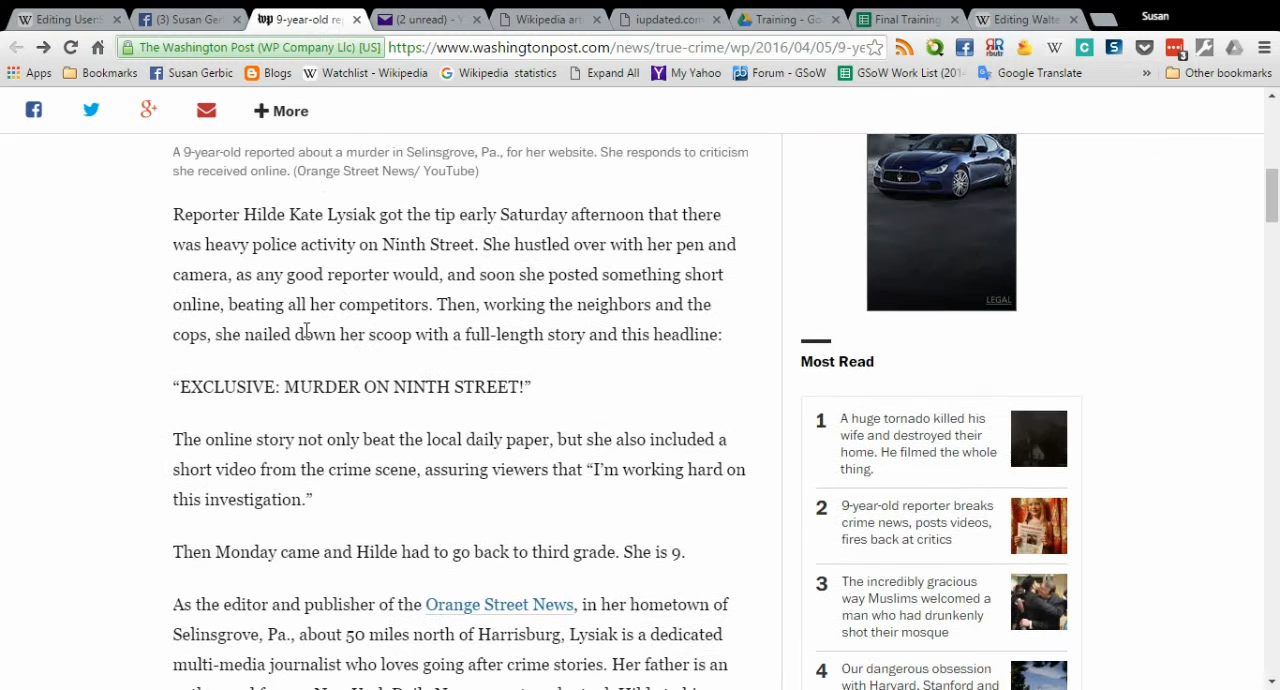 Editing User:S
(3) Susan Ger
wp 9-year-old re
(2 unread) - Y
Wikipedia art
iupdated.com
Training - Go
Final Training
Editing Walte
Susan
The Washington Post (WP Company Llc) [US]
https://www.washingtonpost.com/news/true-crime/wp/2016/04/05/9-ye
Apps
Bookmarks
Susan Gerbic
Blogs
Watchlist - Wikipedia
Wikipedia statistics
Expand All
My Yahoo
Forum - GSoW
GSoW Work List (201
Google Translate
»
Other bookmarks
+ More
A 9-year-old reported about a murder in Selinsgrove, Pa., for her website. She responds to criticism
she received online. (Orange Street News/ YouTube)
Reporter Hilde Kate Lysiak got the tip early Saturday afternoon that there
was heavy police activity on Ninth Street. She hustled over with her pen and
camera, as any good reporter would, and soon she posted something short
online, beating all her competitors. Then, working the neighbors and the
cops, she nailed down her scoop with a full-length story and this headline:
“EXCLUSIVE: MURDER ON NINTH STREET!”
The online story not only beat the local daily paper, but she also included a
short video from the crime scene, assuring viewers that “I’m working hard on
this investigation.”
Then Monday came and Hilde had to go back to third grade. She is 9.
As the editor and publisher of the Orange Street News, in her hometown of
Selinsgrove, Pa., about 50 miles north of Harrisburg, Lysiak is a dedicated
multi-media journalist who loves going after crime stories. Her father is an
LEGAL
Most Read
1
A huge tornado killed his
wife and destroyed their
home. He filmed the whole
thing.
2
9-year-old reporter breaks
crime news, posts videos,
fires back at critics
3
The incredibly gracious
way Muslims welcomed a
man who had drunkenly
shot their mosque
4
Our dangerous obsession
with Harvard, Stanford and